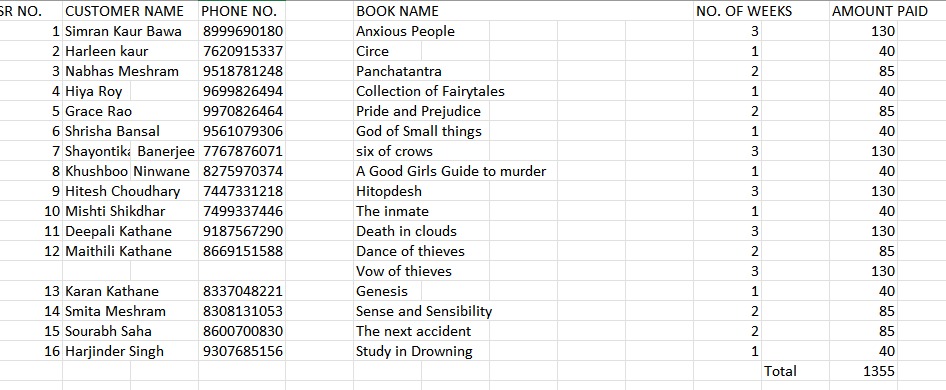 SR NO. CUSTOMER NAME PHONE NO. BOOK NAME NO. OF WEEKS AMOUNT PAID
1 Simran Kaur Bawa 8999690180 Anxious People 3 130
2 Harleen kaur 7620915337 Circe 1 40
3 Nabhas Meshram 9518781248 Panchatantra 2 85
4 Hiya Roy 9699826494 Collection of Fairytales 1 40
5 Grace Rao 9970826464 Pride and Prejudice 2 85
6 Shrisha Bansal 9561079306 God of Small things 1 40
7 Shayontika Banerjee 7767876071 six of crows 3 130
8 Khushboo Ninwane 8275970374 A Good Girls Guide to murder 1 40
9 Hitesh Choudhary 7447331218 Hitopdesh 3 130
10 Mishti Shikdhar 7499337446 The inmate 1 40
11 Deepali Kathane 9187567290 Death in clouds 3 130
12 Maithili Kathane 8669151588 Dance of thieves 2 85
Vow of thieves 3 130
13 Karan Kathane 8337048221 Genesis 1 40
14 Smita Meshram 8308131053 Sense and Sensibility 2 85
15 Sourabh Saha 8600700830 The next accident 2 85
16 Harjinder Singh 9307685156 Study in Drowning 1 40
Total 1355